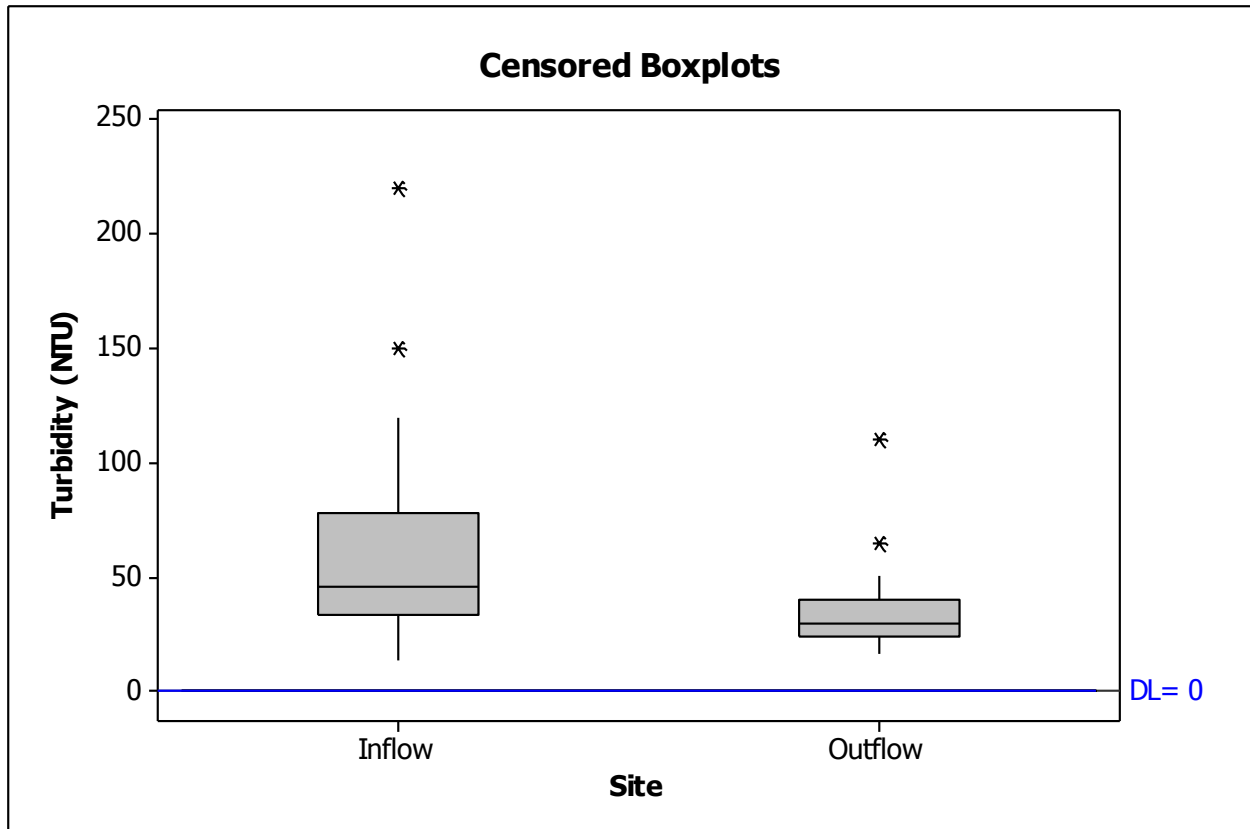 Censored Boxplots
250
200
150
100
50
0
Turbidity (NTU)
DL= 0
Inflow
Outflow
Site